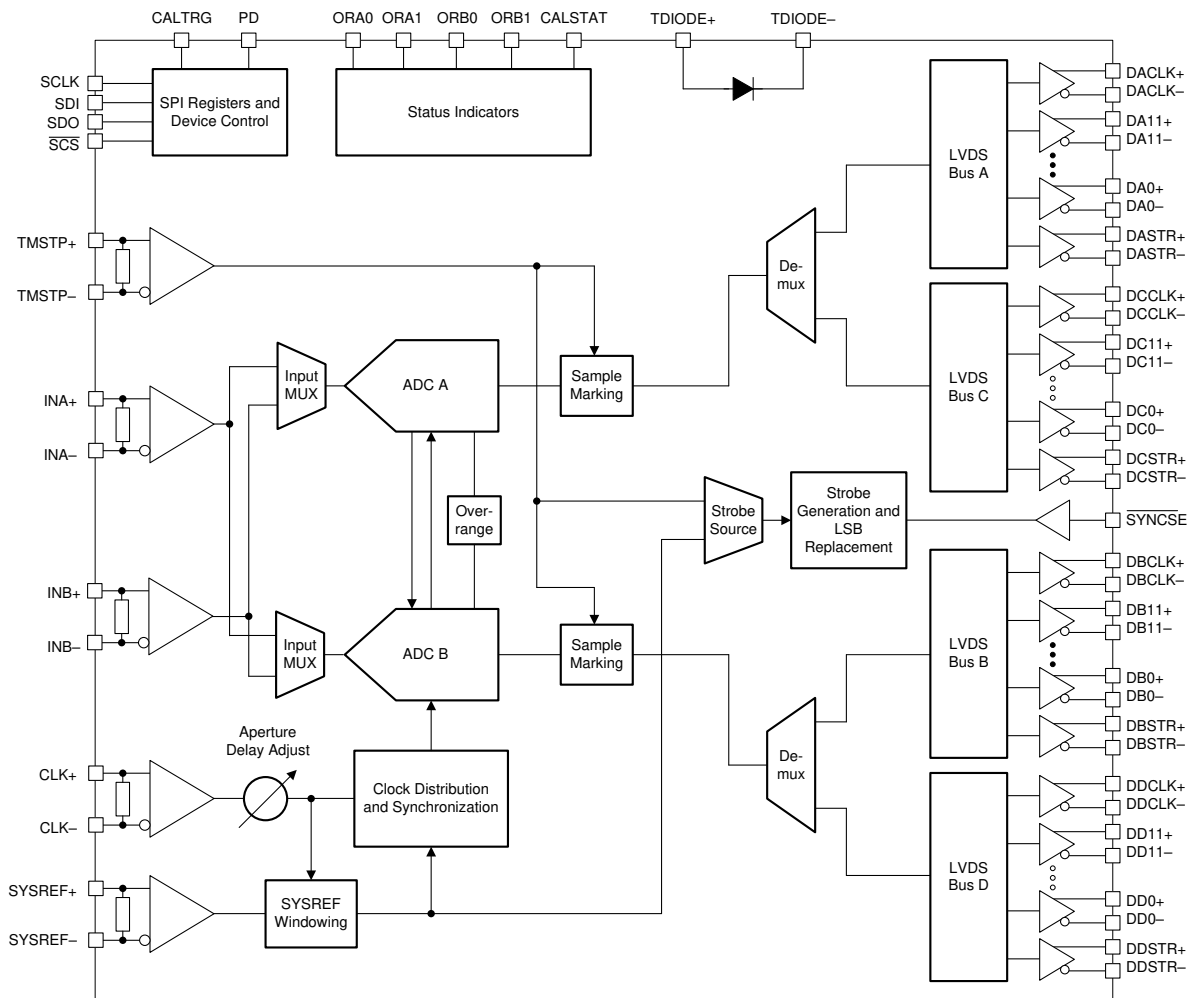 CALTRG
PD
ORA0
ORA1
ORB0
ORB1
CALSTAT
TDIODE+
TDIODE–
SCLK
SDI
SDO
SCS
SPI Registers and
Device Control
Status Indicators
LVDS
Bus A
DACLK+
DACLK–
DA11+
DA11–
DA0+
DA0–
DASTR+
DASTR–
TMSTP+
TMSTP–
De-
mux
LVDS
Bus C
DCCLK+
DCCLK–
DC11+
DC11–
DC0+
DC0–
DCSTR+
DCSTR–
INA+
INA–
Input
MUX
ADC A
Sample
Marking
Over-
range
Strobe
Source
Strobe
Generation and
LSB
Replacement
SYNCSE
INB+
INB–
Input
MUX
ADC B
Sample
Marking
LVDS
Bus B
DBCLK+
DBCLK–
DB11+
DB11–
DB0+
DB0–
DBSTR+
DBSTR–
Aperture
Delay Adjust
CLK+
CLK–
Clock Distribution
and Synchronization
De-
mux
LVDS
Bus D
DDCLK+
DDCLK–
DD11+
DD11–
DD0+
DD0–
DDSTR+
DDSTR–
SYSREF+
SYSREF–
SYSREF
Windowing